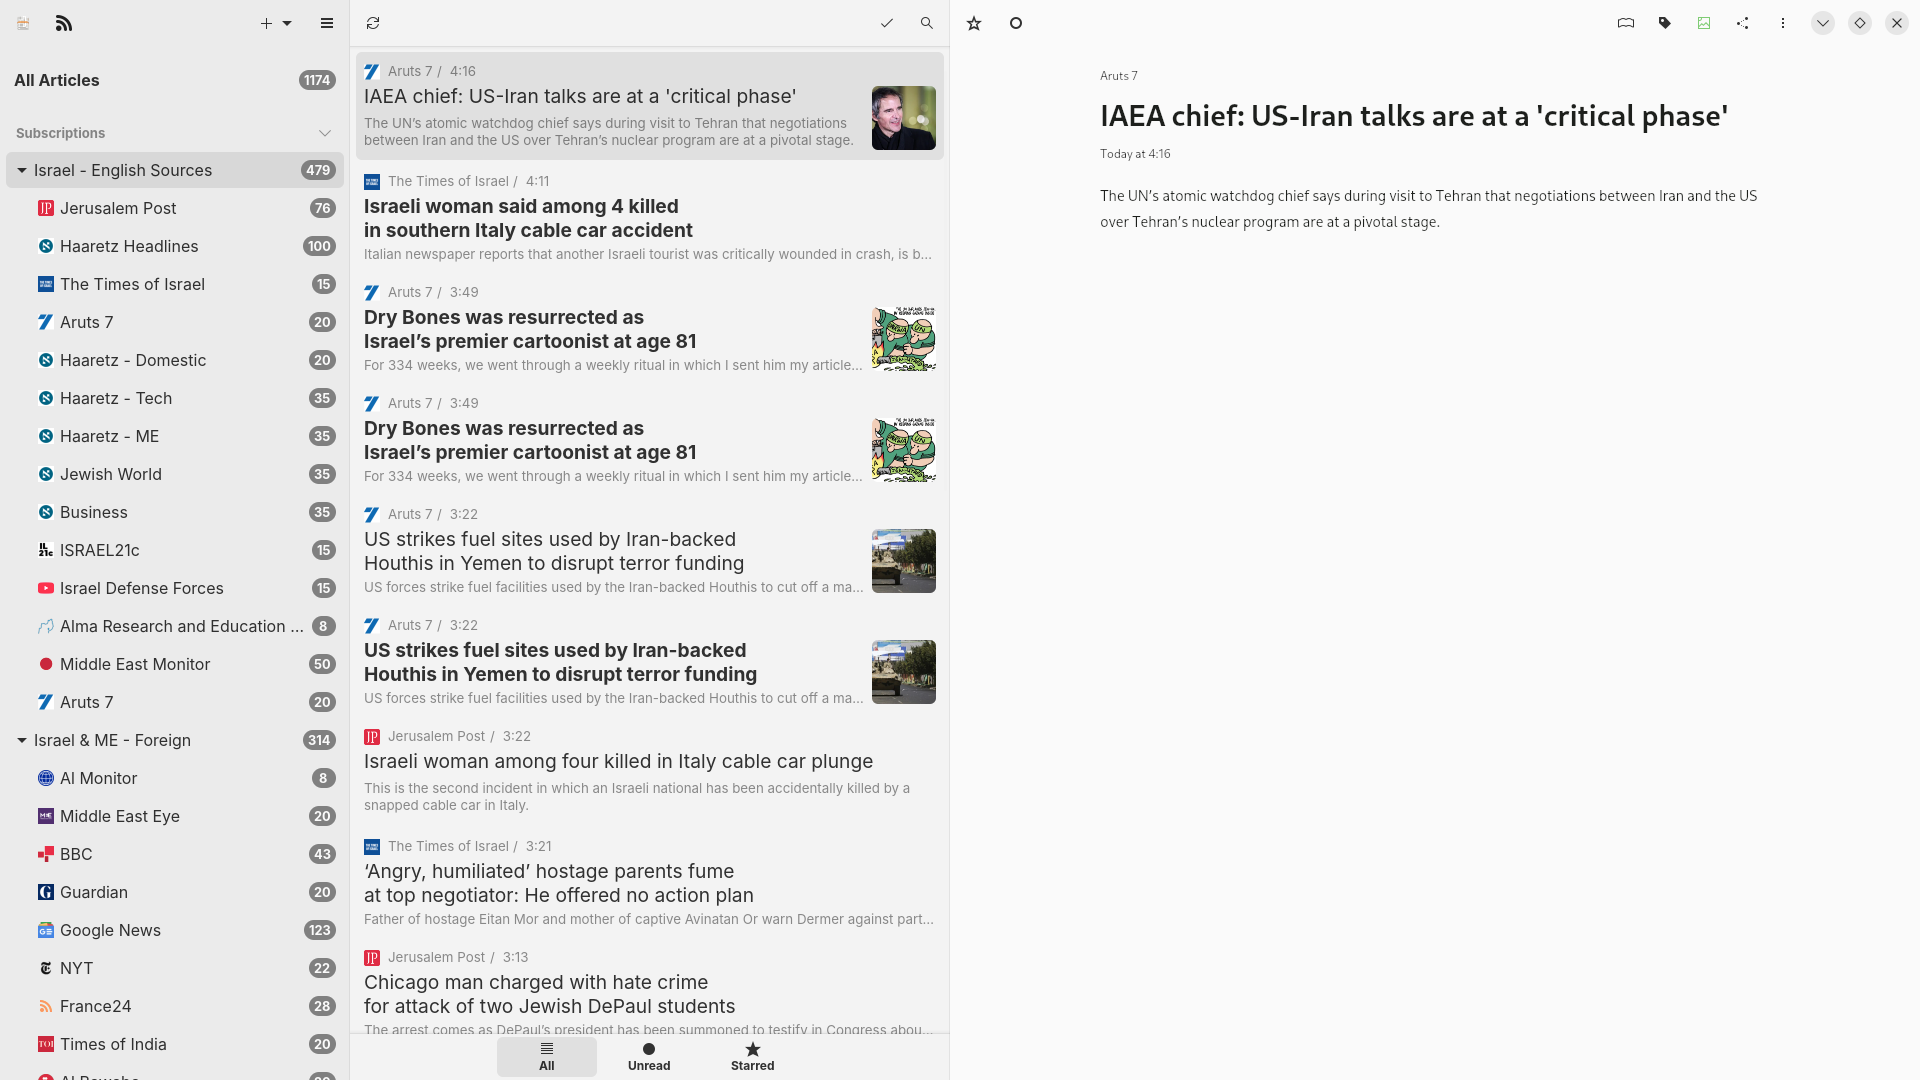 All Articles
1174
Subscriptions
Israel - English Sources
479
Jerusalem Post
76
Haaretz Headlines
100
The Times of Israel
15
Aruts 7
20
Haaretz - Domestic
20
Haaretz - Tech
35
Haaretz - ME
35
Jewish World
35
Business
35
ISRAEL21c
15
Israel Defense Forces
15
Alma Research and Education ...
8
Middle East Monitor
50
Aruts 7
20
Israel & ME - Foreign
314
Al Monitor
8
Middle East Eye
20
BBC
43
Guardian
20
Google News
123
NYT
22
France24
28
Times of India
20
Aruts 7 / 4:16
IAEA chief: US-Iran talks are at a 'critical phase'
The UN’s atomic watchdog chief says during visit to Tehran that negotiations
between Iran and the US over Tehran’s nuclear program are at a pivotal stage.
The Times of Israel / 4:11
Israeli woman said among 4 killed
in southern Italy cable car accident
Italian newspaper reports that another Israeli tourist was critically wounded in crash, is b...
Aruts 7 / 3:49
Dry Bones was resurrected as
Israel’s premier cartoonist at age 81
For 334 weeks, we went through a weekly ritual in which I sent him my article...
Aruts 7 / 3:49
Dry Bones was resurrected as
Israel’s premier cartoonist at age 81
For 334 weeks, we went through a weekly ritual in which I sent him my article...
Aruts 7 / 3:22
US strikes fuel sites used by Iran-backed
Houthis in Yemen to disrupt terror funding
US forces strike fuel facilities used by the Iran-backed Houthis to cut off a ma...
Aruts 7 / 3:22
US strikes fuel sites used by Iran-backed
Houthis in Yemen to disrupt terror funding
US forces strike fuel facilities used by the Iran-backed Houthis to cut off a ma...
Jerusalem Post / 3:22
Israeli woman among four killed in Italy cable car plunge
This is the second incident in which an Israeli national has been accidentally killed by a
snapped cable car in Italy.
The Times of Israel / 3:21
‘Angry, humiliated’ hostage parents fume
at top negotiator: He offered no action plan
Father of hostage Eitan Mor and mother of captive Avinatan Or warn Dermer against part...
Jerusalem Post / 3:13
Chicago man charged with hate crime
for attack of two Jewish DePaul students
The arrest comes as DePaul’s president has been summoned to testify in Congress abou...
All
Unread
Starred
Aruts 7
IAEA chief: US-Iran talks are at a 'critical phase'
Today at 4:16
The UN’s atomic watchdog chief says during visit to Tehran that negotiations between Iran and the US
over Tehran’s nuclear program are at a pivotal stage.